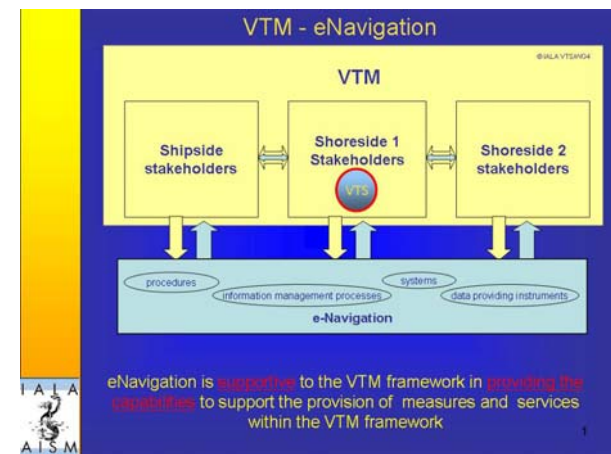 VTM - eNavigation
© IALA VTSWG4
VTM
Shipside
stakeholders
Shoreside 1
Stakeholders
VTS
Shoreside 2
stakeholders
procedures
information management processes
systems
data providing instruments
e-Navigation
eNavigation is supportive to the VTM framework in providing the
capabilities to support the provision of measures and services
within the VTM framework
1
IALA
AISM